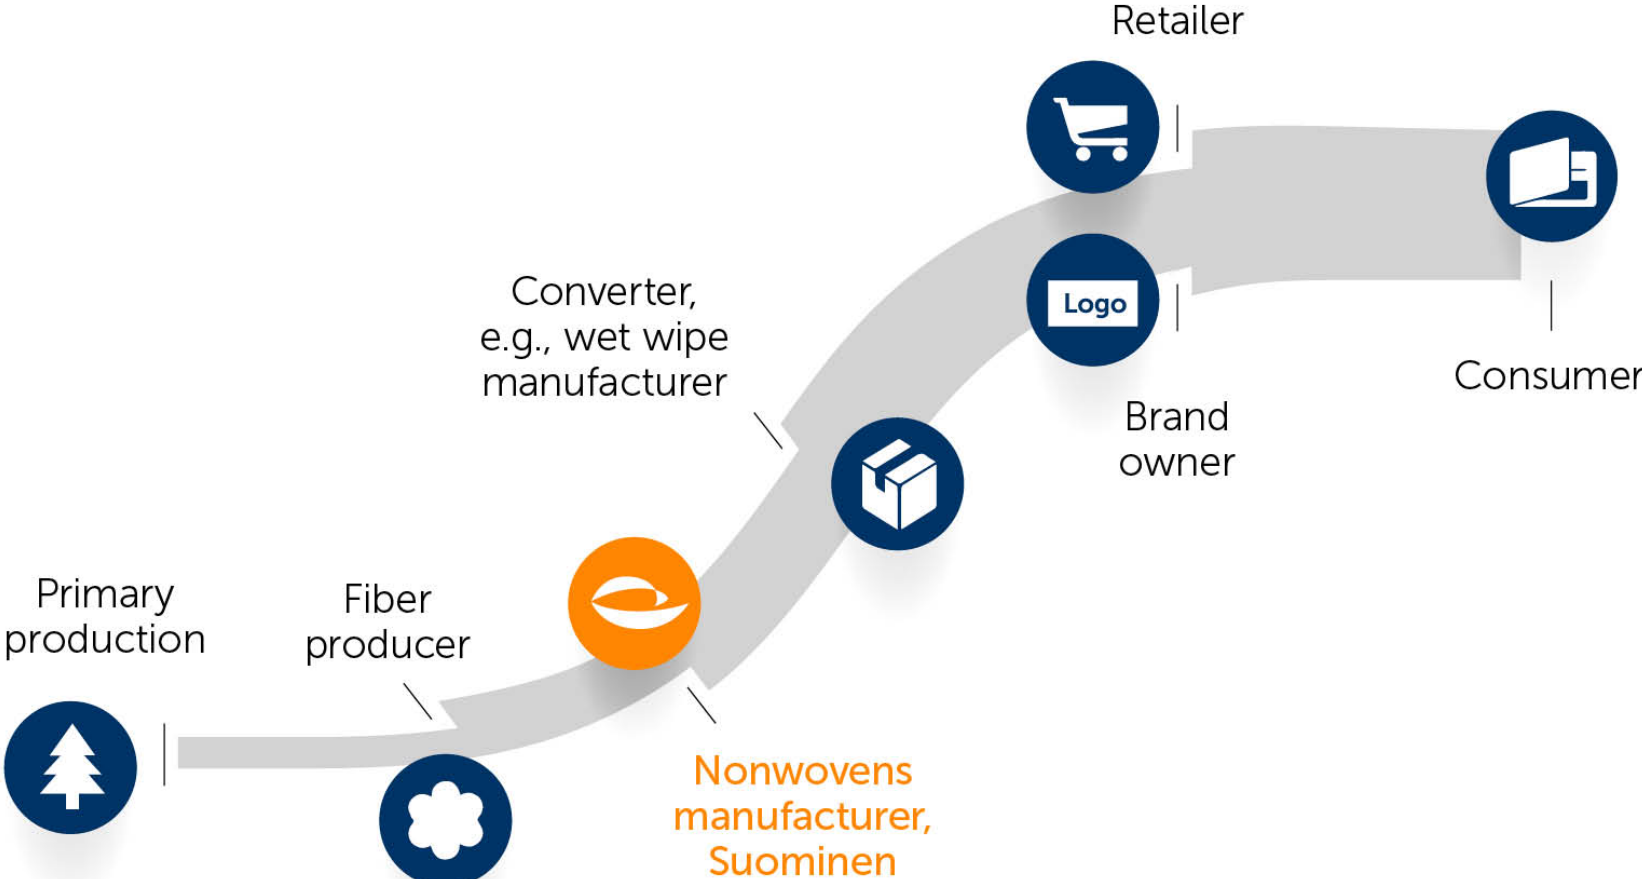 Retailer
Logo
Converter,
e.g., wet wipe
manufacturer
Consumer
Brand
owner
Primary
production
Fiber
producer
Nonwovens
manufacturer,
Suominen